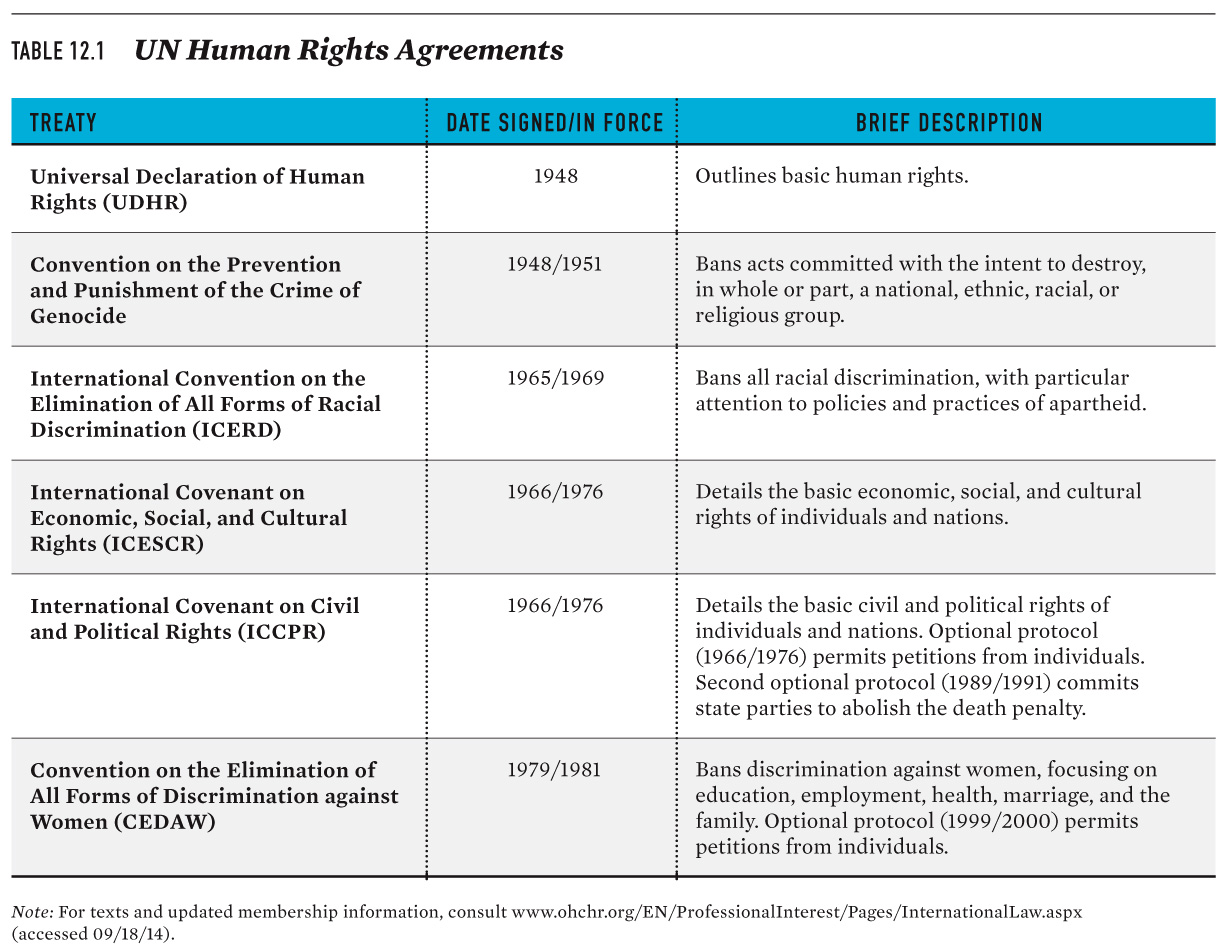 TABLE 12.1 UN Human Rights Agreements
TREATY DATE SIGNED/IN FORCE BRIEF DESCRIPTION
Universal Declaration of Human
Rights (UDHR)
1948
Outlines basic human rights.
Convention on the Prevention
and Punishment of the Crime of
Genocide
1948/1951
Bans acts committed with the intent to destroy,
in whole or part, a national, ethnic, racial, or
religious group.
International Convention on the
Elimination of All Forms of Racial
Discrimination (ICERD)
1965/1969
Bans all racial discrimination, with particular
attention to policies and practices of apartheid.
International Covenant on
Economic, Social, and Cultural
Rights (ICESCR)
1966/1976
Details the basic economic, social, and cultural
rights of individuals and nations.
International Covenant on Civil
and Political Rights (ICCPR)
1966/1976
Details the basic civil and political rights of
individuals and nations. Optional protocol
(1966/1976) permits petitions from individuals.
Second optional protocol (1989/1991) commits
state parties to abolish the death penalty.
Convention on the Elimination of
All Forms of Discrimination against
Women (CEDAW)
1979/1981
Bans discrimination against women, focusing on
education, employment, health, marriage, and the
family. Optional protocol (1999/2000) permits
petitions from individuals.
Note: For texts and updated membership information, consult www.ohchr.org/EN/ProfessionalInterest/Pages/InternationalLaw.aspx
(accessed 09/18/14).